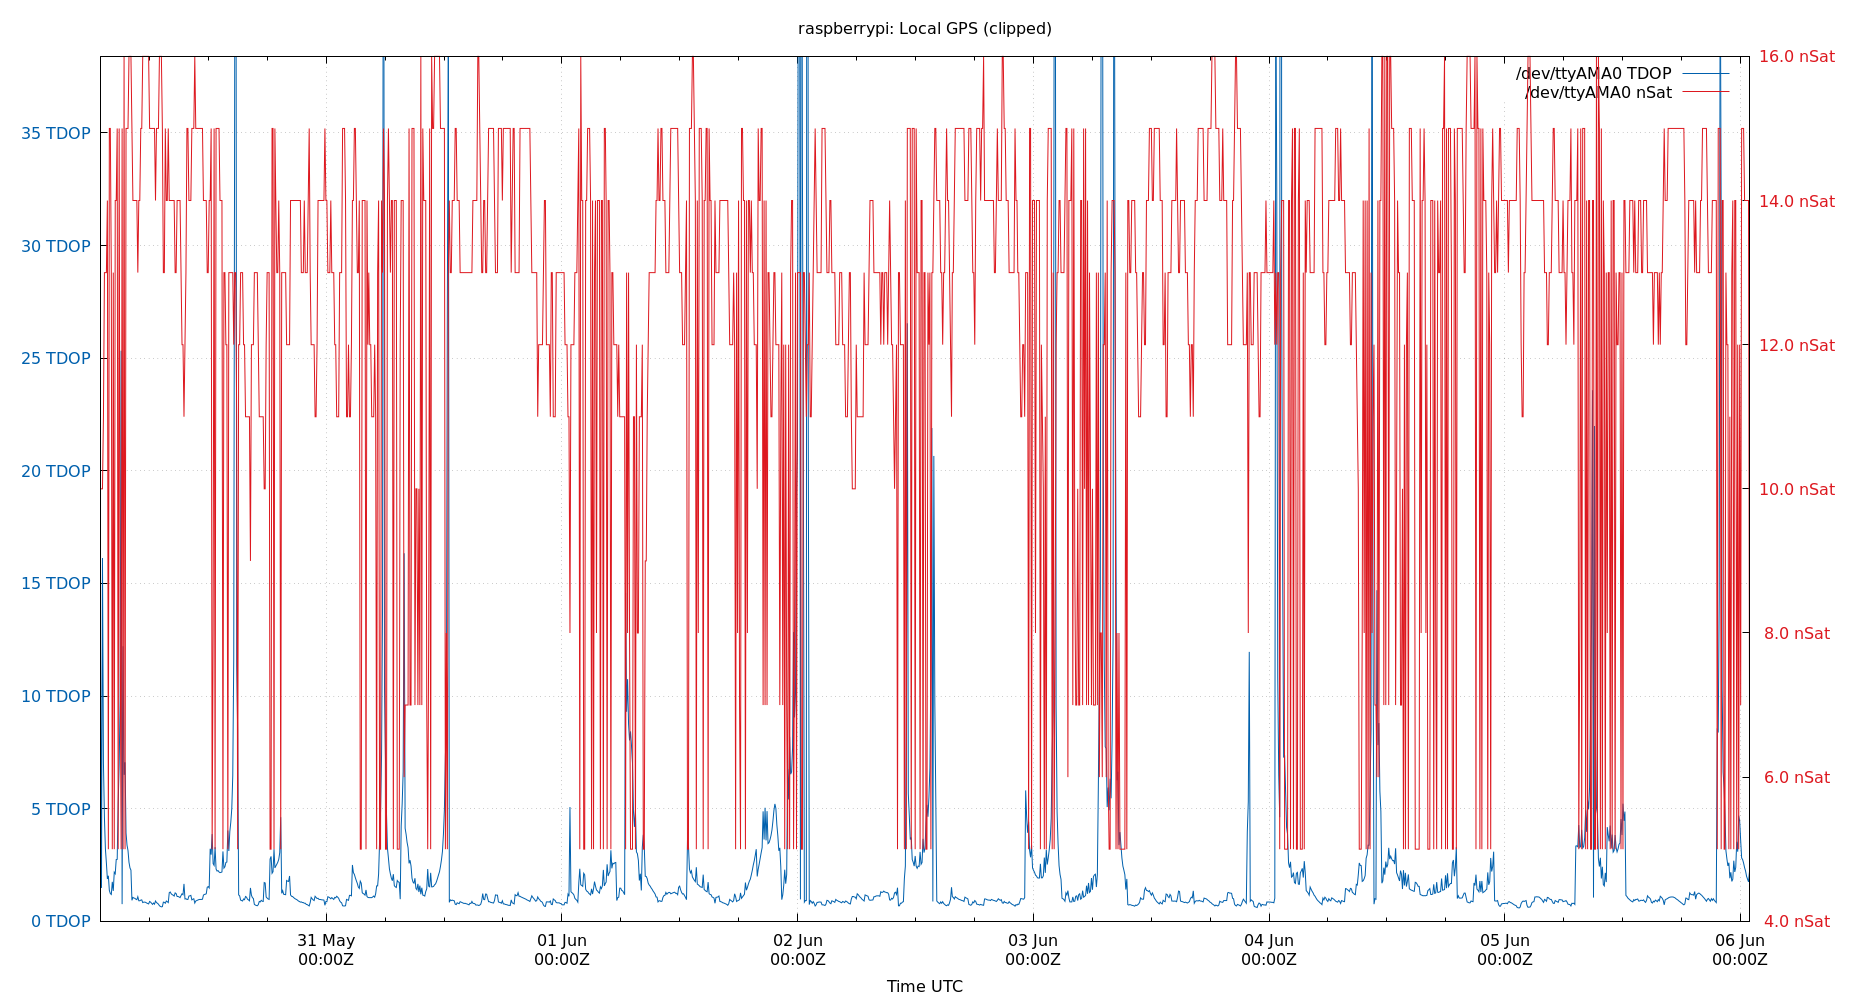 raspberrypi: Local GPS (clipped)
16.0 nSat
/dev/ttyAMA0 TDOP
/dev/ttyAMA0 nSat
35 TDOP
14.0 nSat
30 TDOP
25 TDOP
12.0 nSat
20 TDOP
10.0 nSat
15 TDOP
8.0 nSat
10 TDOP
6.0 nSat
5 TDOP
0 TDOP
4.0 nSat
31 May
00:00Z
01 Jun
00:00Z
02 Jun
00:00Z
03 Jun
00:00Z
04 Jun
00:00Z
05 Jun
00:00Z
06 Jun
00:00Z
Time UTC